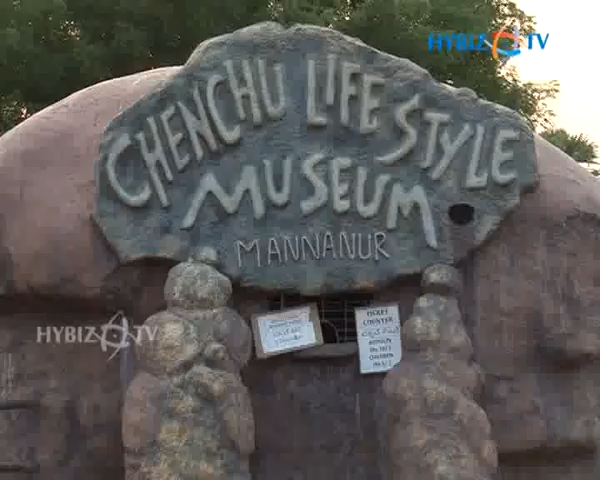 HYBIZ TV
CHENCHU LIFE STYLE
MUSEUM
MANNANUR
HYBIZ TV
TICKET
COUNTER